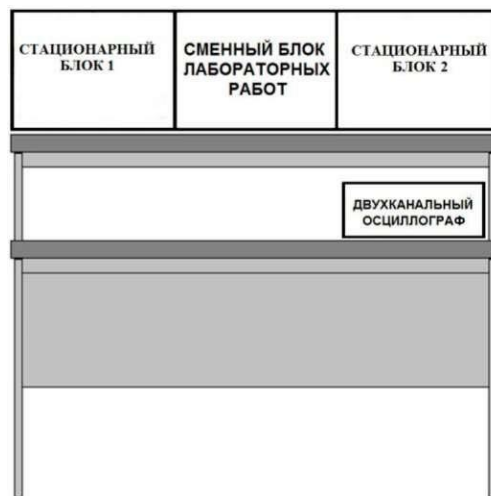 СТАЦИОНАРНЫЙ
БЛОК 1
СМЕННЫЙ БЛОК
ЛАБОРАТОРНЫХ
РАБОТ
СТАЦИОНАРНЫЙ
БЛОК 2
ДВУХКАНАЛЬНЫЙ
ОСЦИЛЛОГРАФ